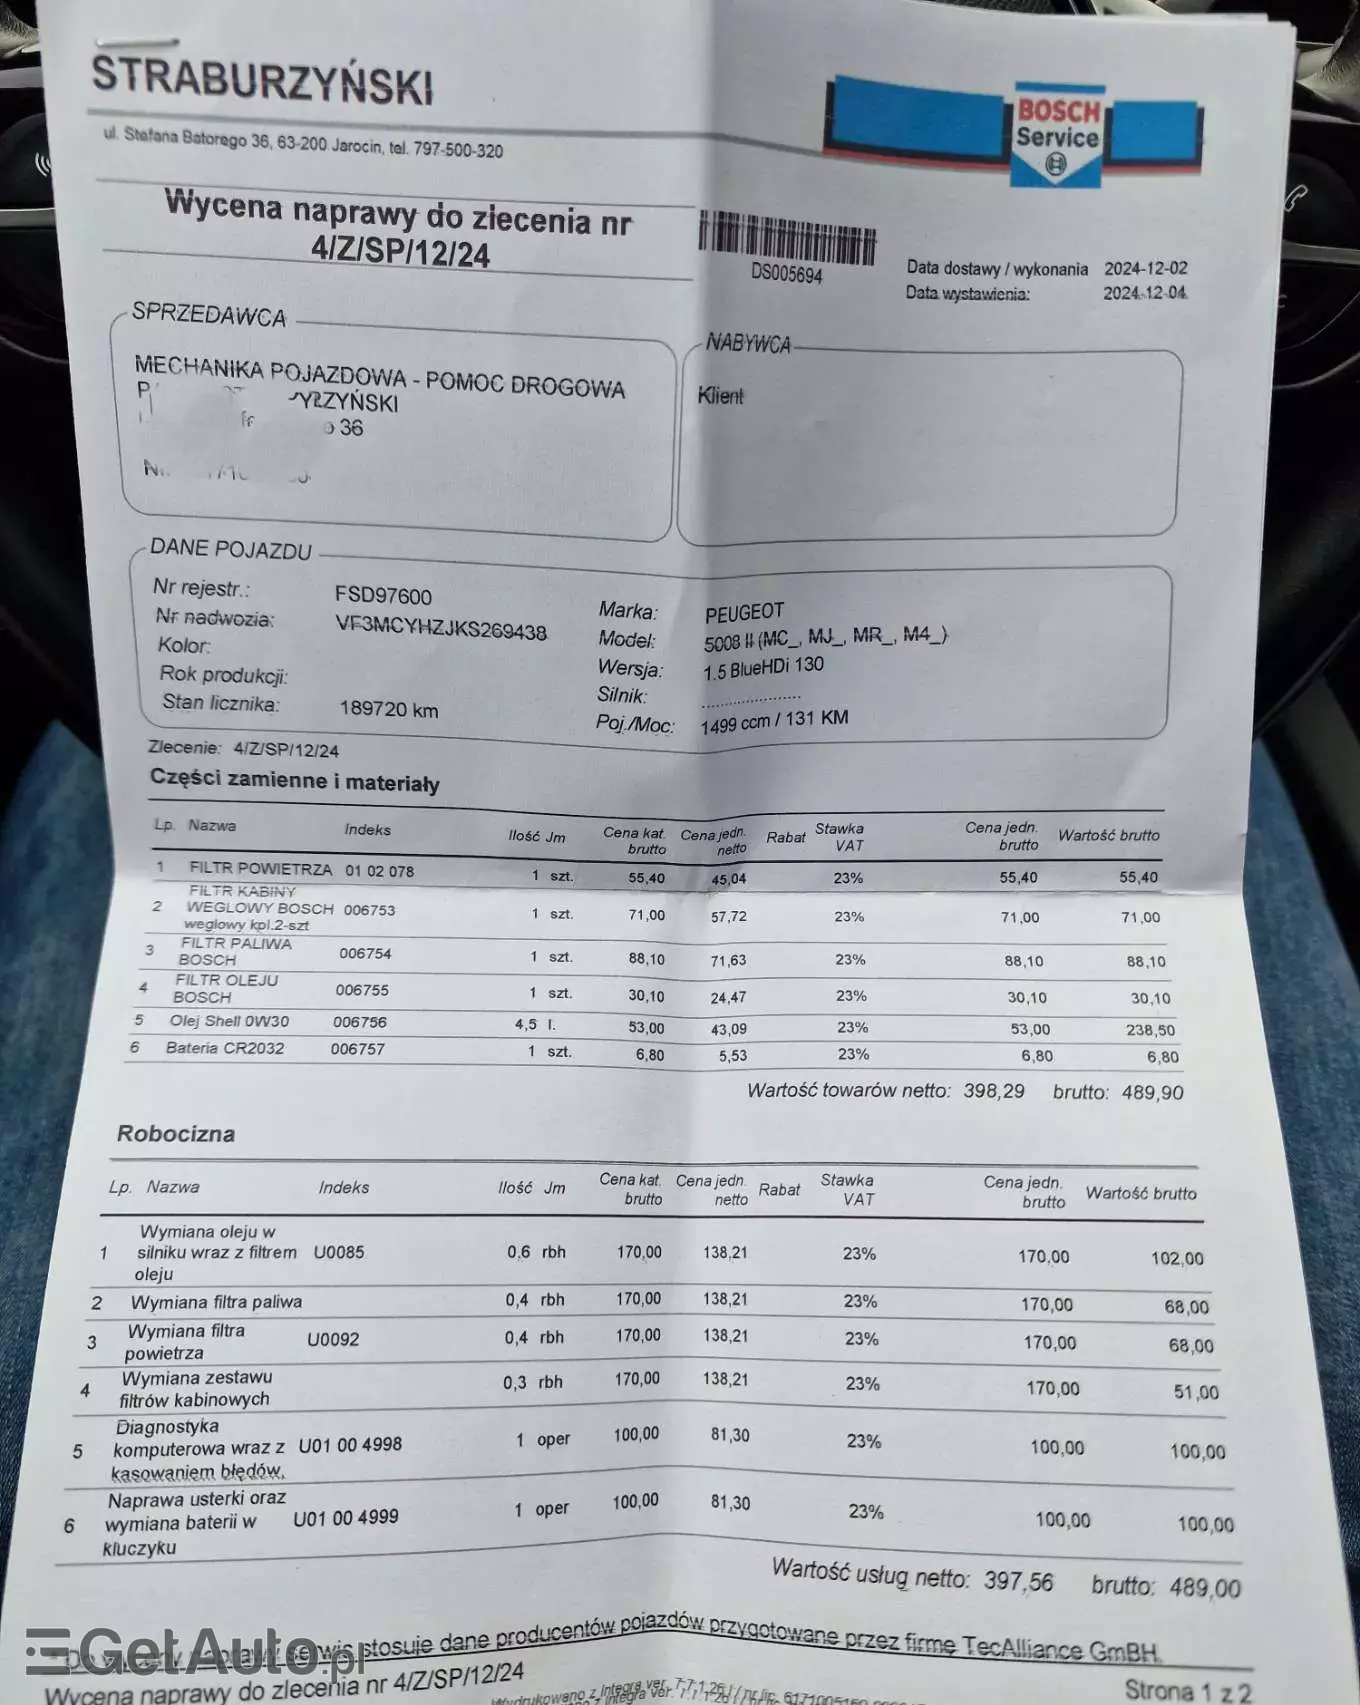 STRABURZYŃSKI
ul. Stefana Batorego 36, 63-200 Jarocin, tel. 797-500-320
BOSCH
Service
Wycena naprawy do zlecenia nr
4/Z/SP/12/24
DS005694
Data dostawy / wykonania 2024-12-02
Data wystawienia: 2024-12-04
SPRZEDAWCA
MECHANIKA POJAZDOWA - POMOC DROGOWA
36
NABYWCA
Klient
DANE POJAZDU
Nr rejestr.: FSD97600
Nr nadwozia: VF3MCYHZJKS269438
Kolor:
Rok produkcji:
Stan licznika: 189720 km
Marka: PEUGEOT
Model: 5008 II (MC_, MJ_, MR_, M4_)
Wersja: 1.5 BlueHDi 130
Silnik: ....................
Poj./Moc: 1499 ccm / 131 KM
Zlecenie: 4/Z/SP/12/24
Części zamienne i materiały
Lp. Nazwa Indeks Ilość Jm Cena kat. brutto Cena jedn. netto Rabat Stawka VAT Cena jedn. brutto Wartość brutto
1 FILTR POWIETRZA 01 02 078 1 szt. 55,40 45,04 23% 55,40 55,40
FILTR KABINY
2 WEGLOWY BOSCH 006753 1 szt. 71,00 57,72 23% 71,00 71,00
weglowy kpl.2-szt
3 FILTR PALIWA BOSCH 006754 1 szt. 88,10 71,63 23% 88,10 88,10
4 FILTR OLEJU BOSCH 006755 1 szt. 30,10 24,47 23% 30,10 30,10
5 Olej Shell 0W30 006756 4,5 l. 53,00 43,09 23% 53,00 238,50
6 Bateria CR2032 006757 1 szt. 6,80 5,53 23% 6,80 6,80
Wartość towarów netto: 398,29 brutto: 489,90
Robocizna
Lp. Nazwa Indeks Ilość Jm Cena kat. brutto Cena jedn. netto Rabat Stawka VAT Cena jedn. brutto Wartość brutto
Wymiana oleju w
1 silniku wraz z filtrem U0085 0,6 rbh 170,00 138,21 23% 170,00 102,00
oleju
2 Wymiana filtra paliwa 0,4 rbh 170,00 138,21 23% 170,00 68,00
3 Wymiana filtra powietrza U0092 0,4 rbh 170,00 138,21 23% 170,00 68,00
4 Wymiana zestawu filtrów kabinowych 0,3 rbh 170,00 138,21 23% 170,00 51,00
Diagnostyka
5 komputerowa wraz z U01 00 4998 1 oper 100,00 81,30 23% 100,00 100,00
kasowaniem błędów.
Naprawa usterki oraz
6 wymiana baterii w U01 00 4999 1 oper 100,00 81,30 23% 100,00 100,00
kluczyku
Wartość usług netto: 397,56 brutto: 489,00
Do wyceny naprawy serwis stosuje dane producentów pojazdów przygotowane przez firmę TecAlliance GmBH.
Wycena naprawy do zlecenia nr 4/Z/SP/12/24
Wydrukowano z Integra ver.
Strona 1 z 2
GetAuto.pl